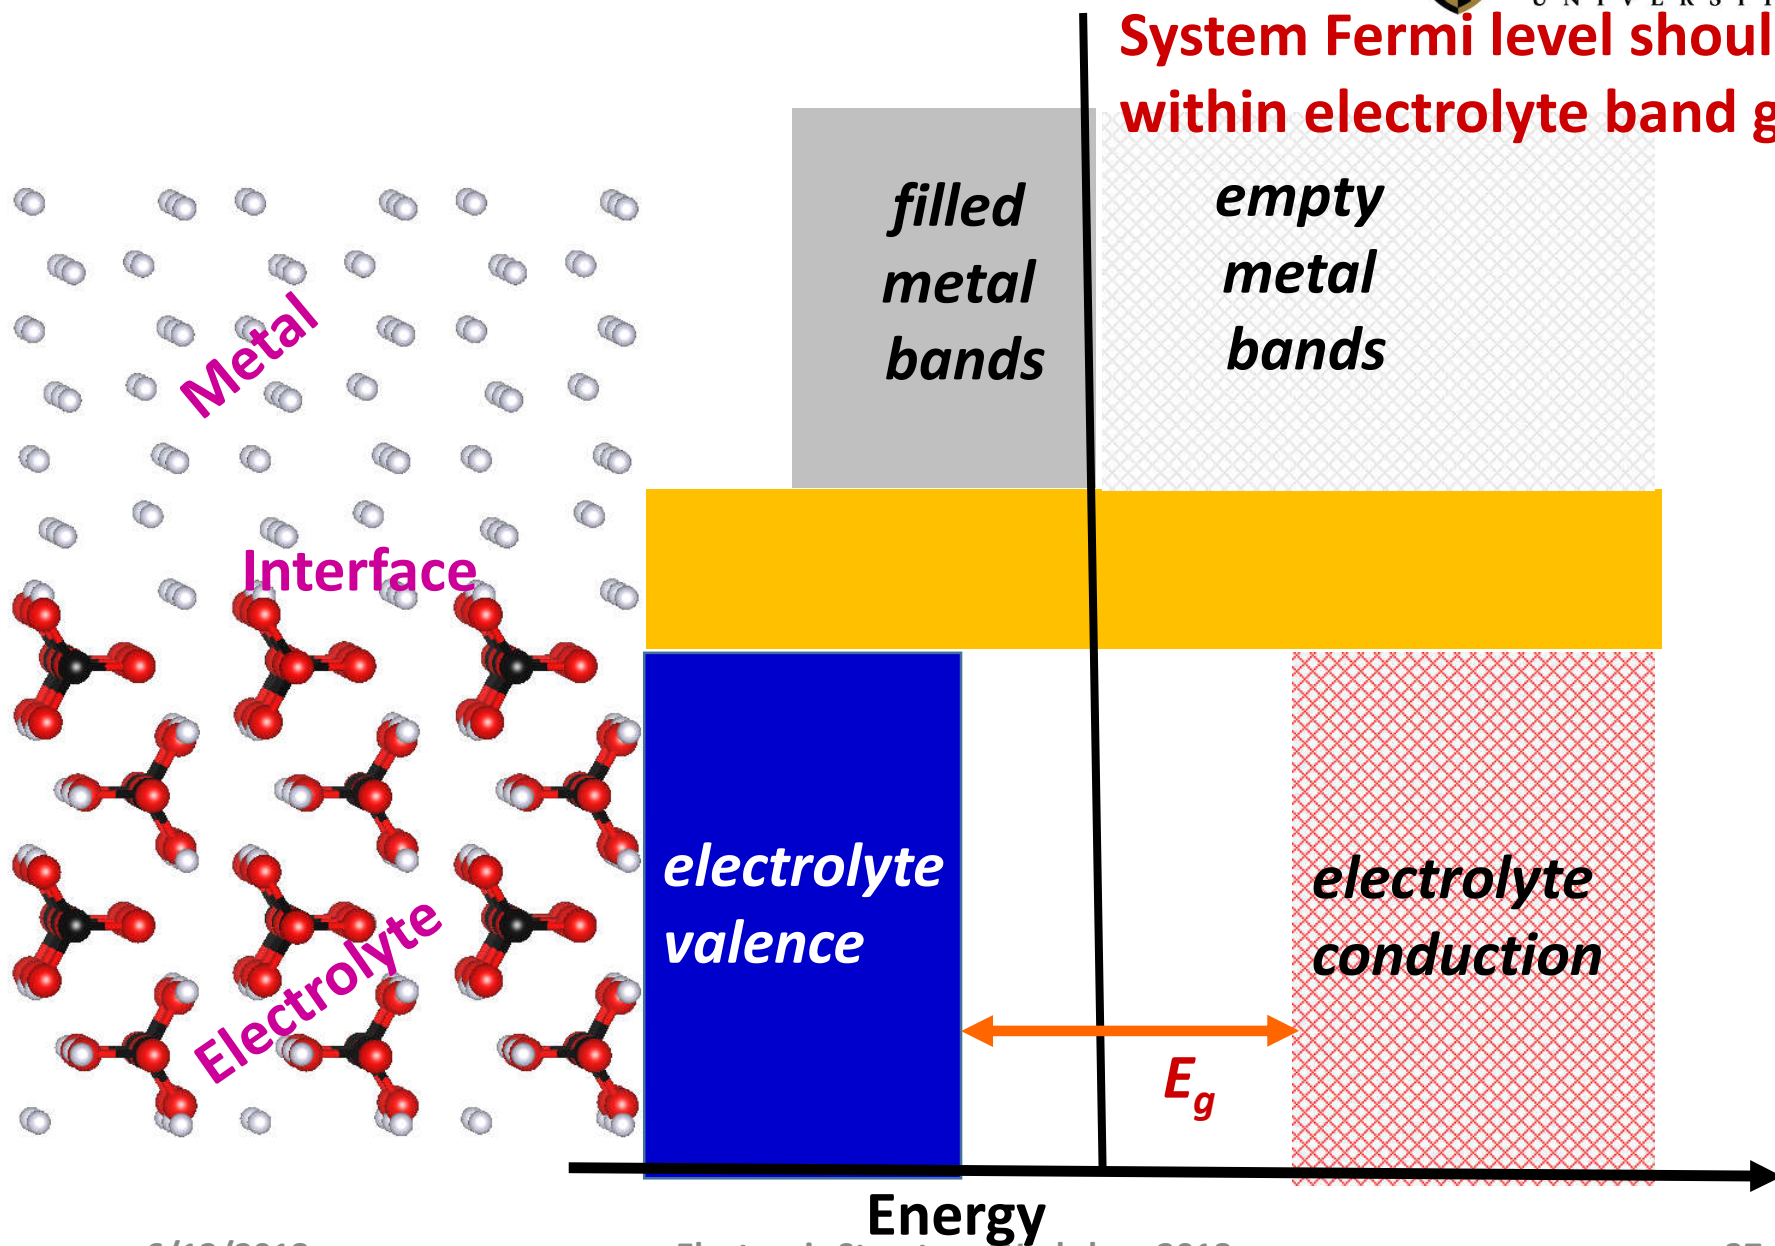 UNIVERSI
System Fermi level shoul
within electrolyte band g
filled
metal
bands
empty
metal
bands
Metal
Interface
Electrolyte
electrolyte
valence
electrolyte
conduction
Eg
Energy